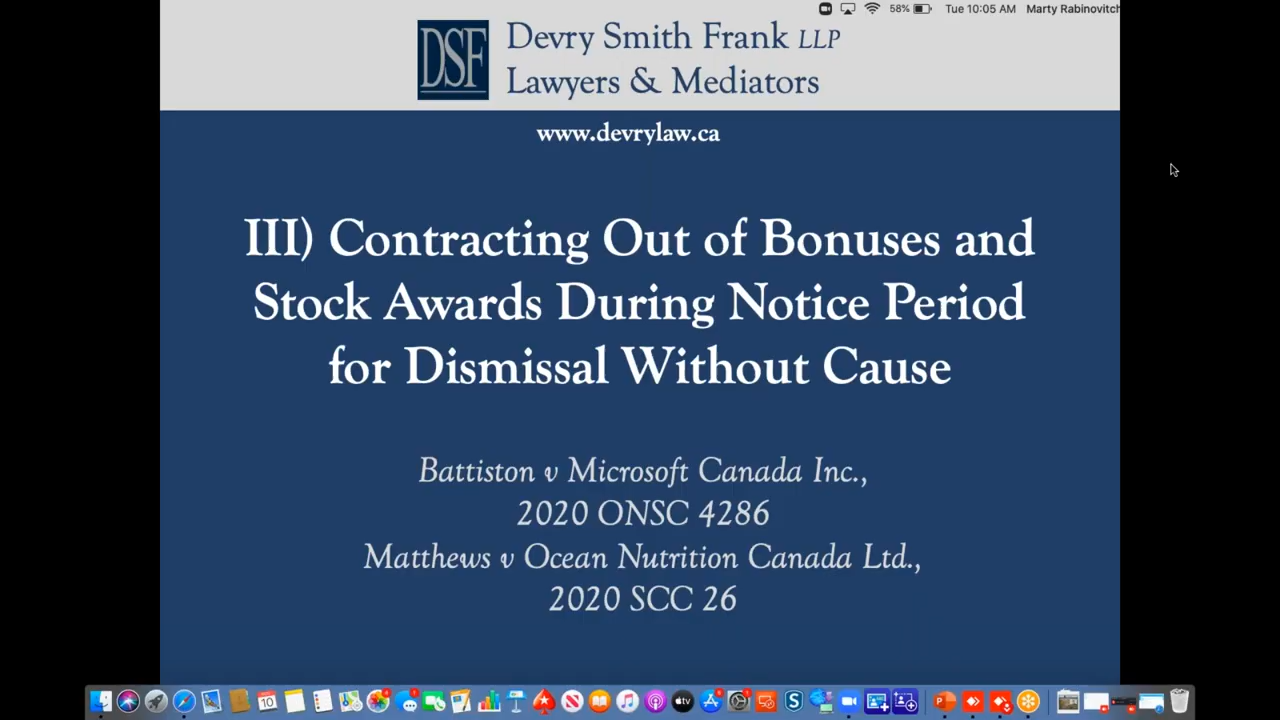 58% Tue 10:05 AM Marty Rabinovitch
DSF
Devry Smith Frank LLP
Lawyers & Mediators
www.devrylaw.ca
III) Contracting Out of Bonuses and
Stock Awards During Notice Period
for Dismissal Without Cause
Battiston v Microsoft Canada Inc.,
2020 ONSC 4286
Matthews v Ocean Nutrition Canada Ltd.,
2020 SCC 26